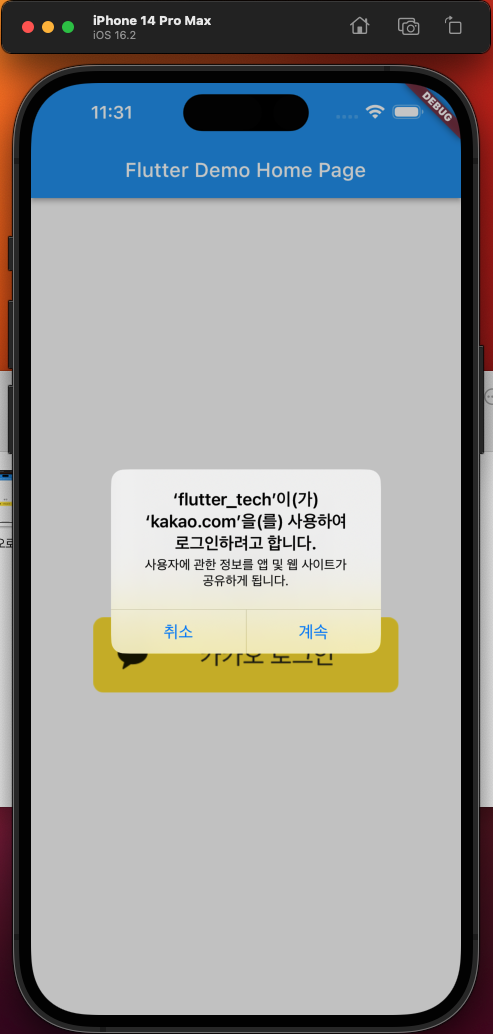 iPhone 14 Pro Max
iOS 16.2
11:31
DEBUG
Flutter Demo Home Page
‘flutter_tech’이(가)
‘kakao.com’을(를) 사용하여
로그인하려고 합니다.
사용자에 관한 정보를 앱 및 웹 사이트가
공유하게 됩니다.
취소
계속
카카오 로그인